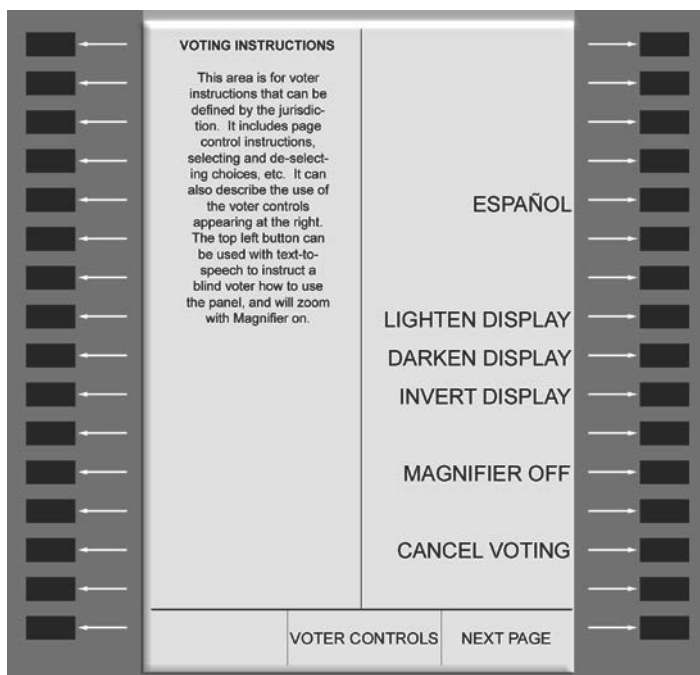 VOTING INSTRUCTIONS
This area is for voter
instructions that can be
defined by the jurisdic-
tion. It includes page
control instructions,
selecting and de-select-
ing choices, etc. It can
also describe the use of
the voter controls
appearing at the right.
The top left button can
be used with text-to-
speech to instruct a
blind voter how to use
the panel, and will zoom
with Magnifier on.
ESPAÑOL
LIGHTEN DISPLAY
DARKEN DISPLAY
INVERT DISPLAY
MAGNIFIER OFF
CANCEL VOTING
VOTER CONTROLS
NEXT PAGE